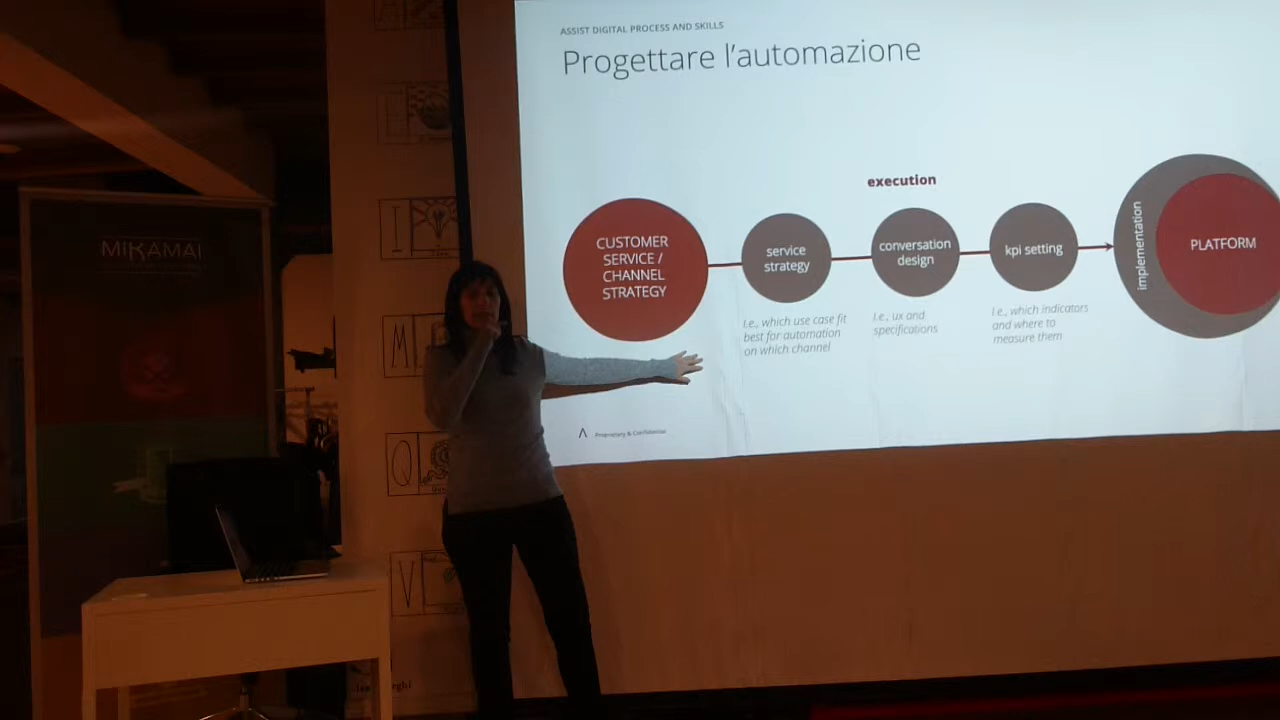 ASSIST DIGITAL PROCESS AND SKILLS
Progettare l'automazione
execution
CUSTOMER
SERVICE /
CHANNEL
STRATEGY
service
strategy
conversation
design
kpi setting
implementation
PLATFORM
i.e., which use case fit
best for automation
on which channel
i.e., ux and
specifications
i.e., which indicators
and where to
measure them
Proprietary & Confidential
MIKAMAI
I
M
Q
V